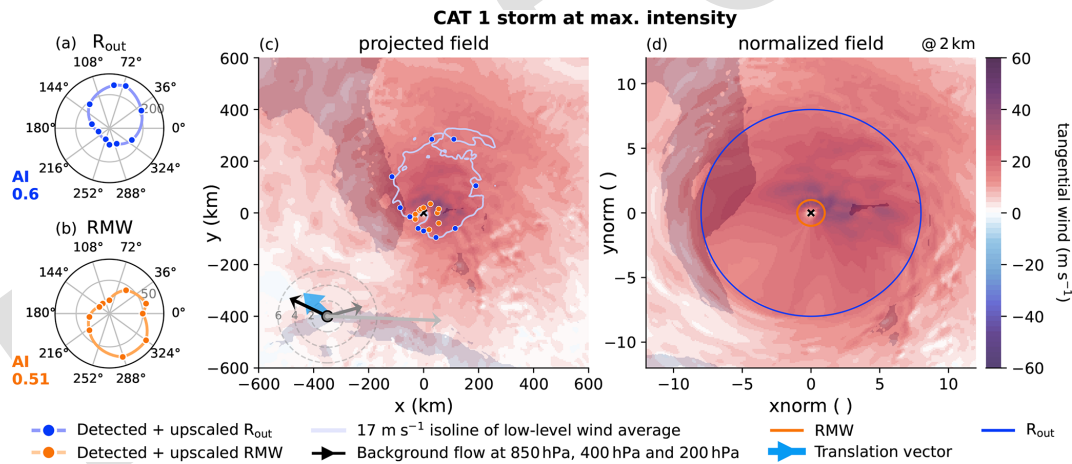 CAT 1 storm at max. intensity
(a) R_out
108° 72°
144° 36°
200
180° 0°
216° 324°
252° 288°
AI
0.6
(b) RMW
108° 72°
144° 36°
50
180° 0°
216° 324°
252° 288°
AI
0.51
(c) projected field
600
400
200
0
−200
−400
−600
y (km)
6 4 2
−600 −400 −200 0 200 400 600
x (km)
(d) normalized field @ 2 km
10
5
0
−5
−10
ynorm ( )
−10 −5 0 5 10
xnorm ( )
60
40
20
0
−20
−40
−60
tangential wind (m s⁻¹)
Detected + upscaled R_out
Detected + upscaled RMW
17 m s⁻¹ isoline of low-level wind average
Background flow at 850 hPa, 400 hPa and 200 hPa
RMW
Translation vector
R_out